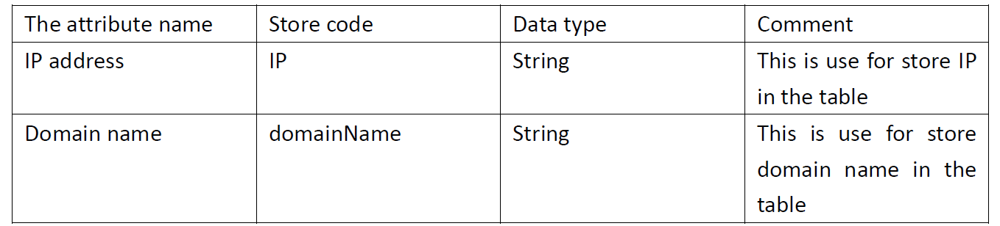 The attribute name Store code Data type Comment
IP address IP String This is use for store IP
in the table
Domain name domainName String This is use for store
domain name in the
table